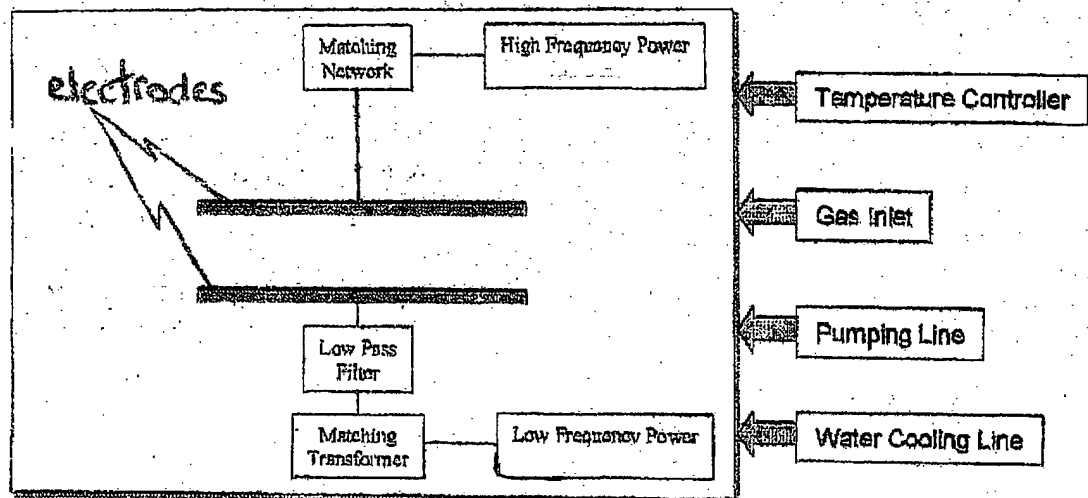 Matching
Network
High Frequency Power
electrodes
Temperature Controller
Gas Inlet
Pumping Line
Low Pass
Filter
Matching
Transformer
Low Frequency Power
Water Cooling Line